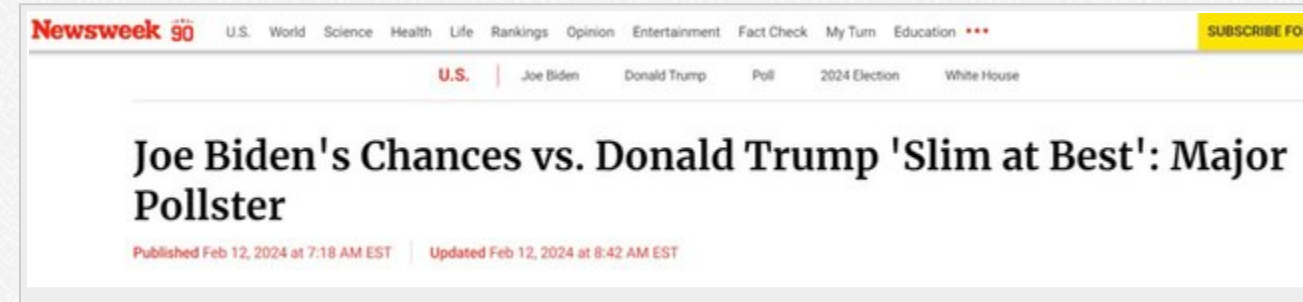 Newsweek 90 U.S. World Science Health Life Rankings Opinion Entertainment Fact Check My Turn Education ••• SUBSCRIBE FO
U.S. | Joe Biden Donald Trump Poll 2024 Election White House
Joe Biden's Chances vs. Donald Trump 'Slim at Best': Major
Pollster
Published Feb 12, 2024 at 7:18 AM EST | Updated Feb 12, 2024 at 8:42 AM EST